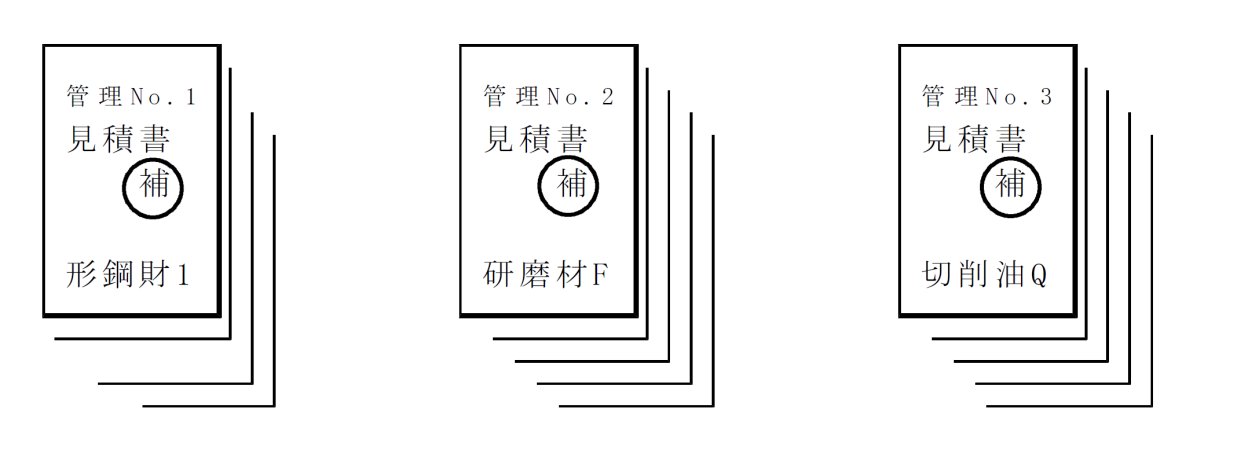 管理No.1
見積書
補
形鋼財1
管理No.2
見積書
補
研磨材F
管理No.3
見積書
補
切削油Q